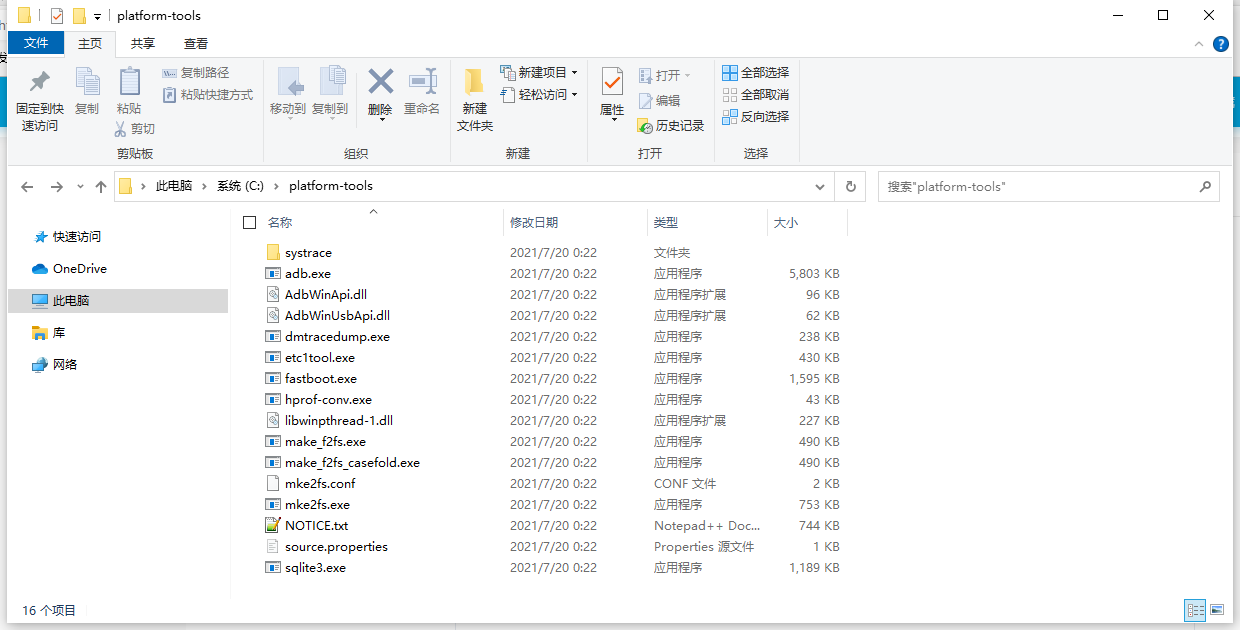 platform-tools
文件 主页 共享 查看
固定到快速访问
复制
粘贴
复制路径
粘贴快捷方式
剪切
剪贴板
移动到
复制到
删除
重命名
组织
新建文件夹
新建项目
轻松访问
新建
属性
打开
编辑
历史记录
打开
全部选择
全部取消
反向选择
选择
此电脑 系统 (C:) platform-tools
搜索"platform-tools"
快速访问
OneDrive
此电脑
库
网络
名称 修改日期 类型 大小
systrace 2021/7/20 0:22 文件夹
adb.exe 2021/7/20 0:22 应用程序 5,803 KB
AdbWinApi.dll 2021/7/20 0:22 应用程序扩展 96 KB
AdbWinUsbApi.dll 2021/7/20 0:22 应用程序扩展 62 KB
dmtracedump.exe 2021/7/20 0:22 应用程序 238 KB
etc1tool.exe 2021/7/20 0:22 应用程序 430 KB
fastboot.exe 2021/7/20 0:22 应用程序 1,595 KB
hprof-conv.exe 2021/7/20 0:22 应用程序 43 KB
libwinpthread-1.dll 2021/7/20 0:22 应用程序扩展 227 KB
make_f2fs.exe 2021/7/20 0:22 应用程序 490 KB
make_f2fs_casefold.exe 2021/7/20 0:22 应用程序 490 KB
mke2fs.conf 2021/7/20 0:22 CONF 文件 2 KB
mke2fs.exe 2021/7/20 0:22 应用程序 753 KB
NOTICE.txt 2021/7/20 0:22 Notepad++ Doc... 744 KB
source.properties 2021/7/20 0:22 Properties 源文件 1 KB
sqlite3.exe 2021/7/20 0:22 应用程序 1,189 KB
16 个项目